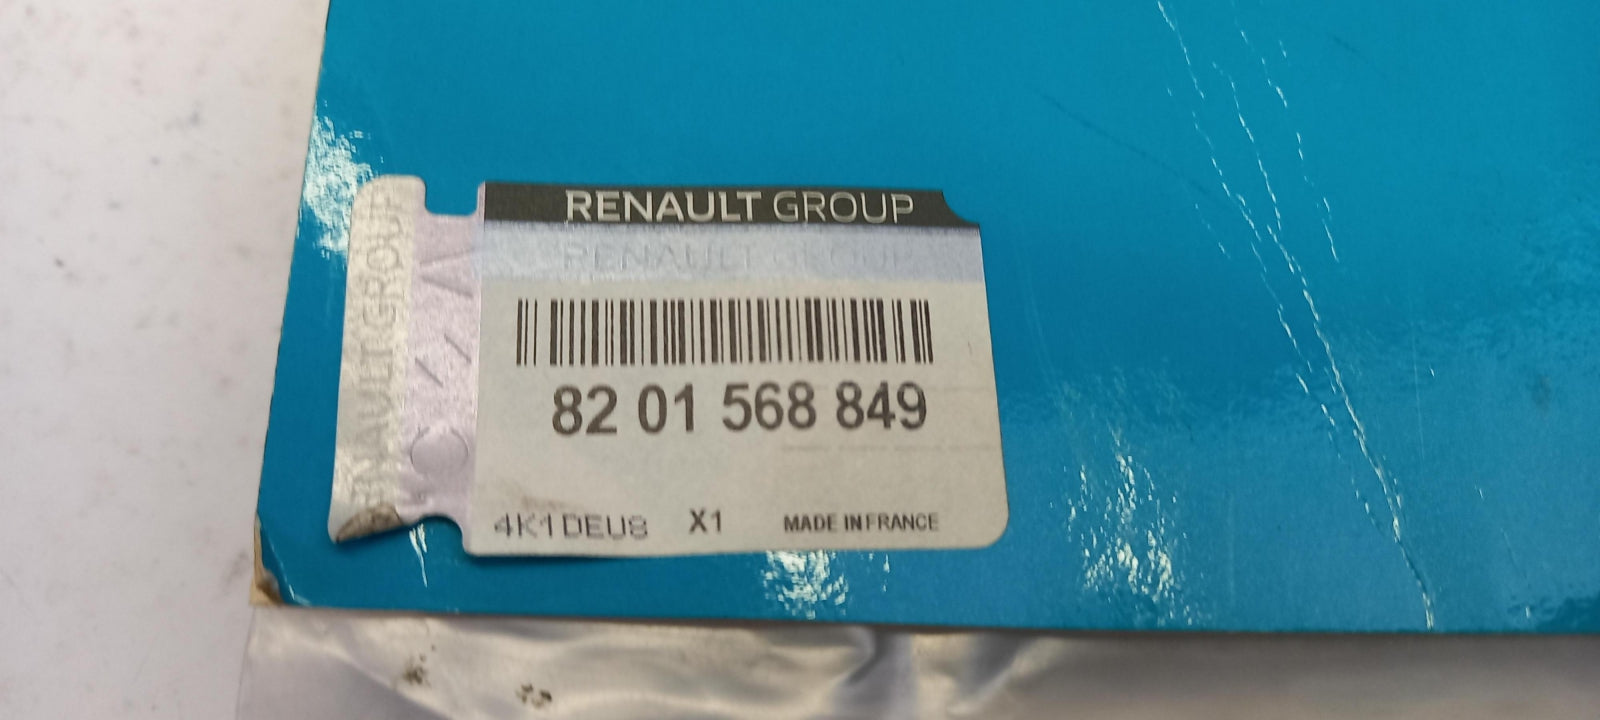 RENAULT GROUP
RENAULT GROUP
RENAULT GROUP
82 01 568 849
4K1DEU8 X1 MADE IN FRANCE